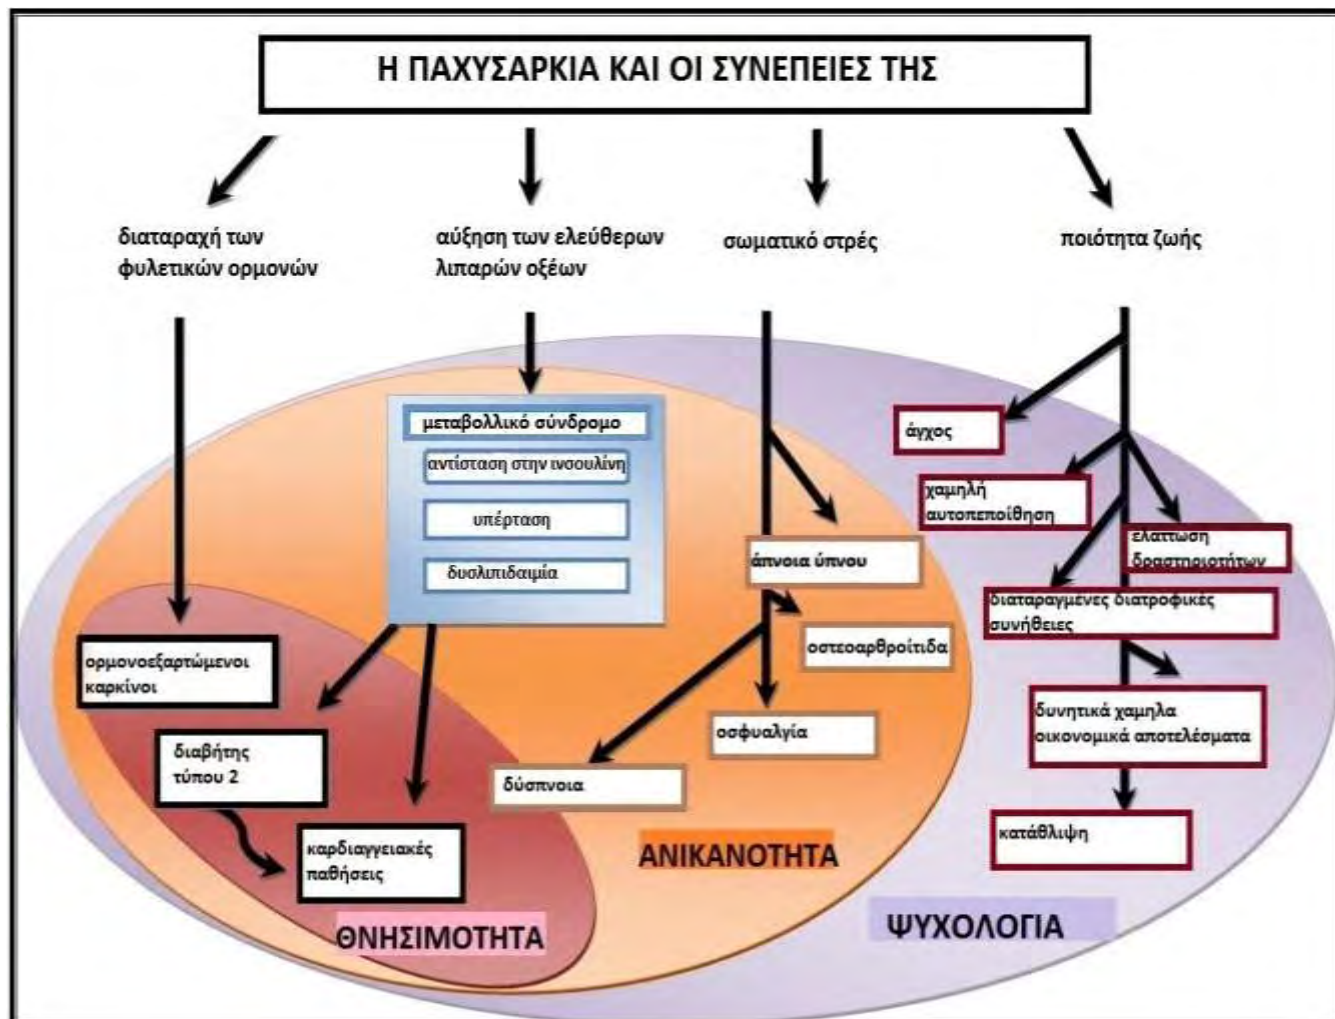 Η ΠΑΧΥΣΑΡΚΙΑ ΚΑΙ ΟΙ ΣΥΝΕΠΕΙΕΣ ΤΗΣ
διαταραχή των
φυλετικών ορμονών
αύξηση των ελεύθερων
λιπαρών οξέων
σωματικό στρές
ποιότητα ζωής
μεταβολλικό σύνδρομο
αντίσταση στην ινσουλίνη
υπέρταση
δυσλιπιδαιμία
άγχος
χαμηλή
αυτοπεποίθηση
ελάττωση
δραστηριοτήτων
άπνοια ύπνου
διαταραγμένες διατροφικές
συνήθειες
οστεοαρθροίτιδα
ορμονοεξαρτώμενοι
καρκίνοι
δυνητικά χαμηλα
οικονομικά αποτελέσματα
οσφυαλγία
διαβήτης
τύπου 2
δύσπνοια
καρδιαγγειακές
παθήσεις
κατάθλιψη
ΑΝΙΚΑΝΟΤΗΤΑ
ΘΝΗΣΙΜΟΤΗΤΑ
ΨΥΧΟΛΟΓΙΑ